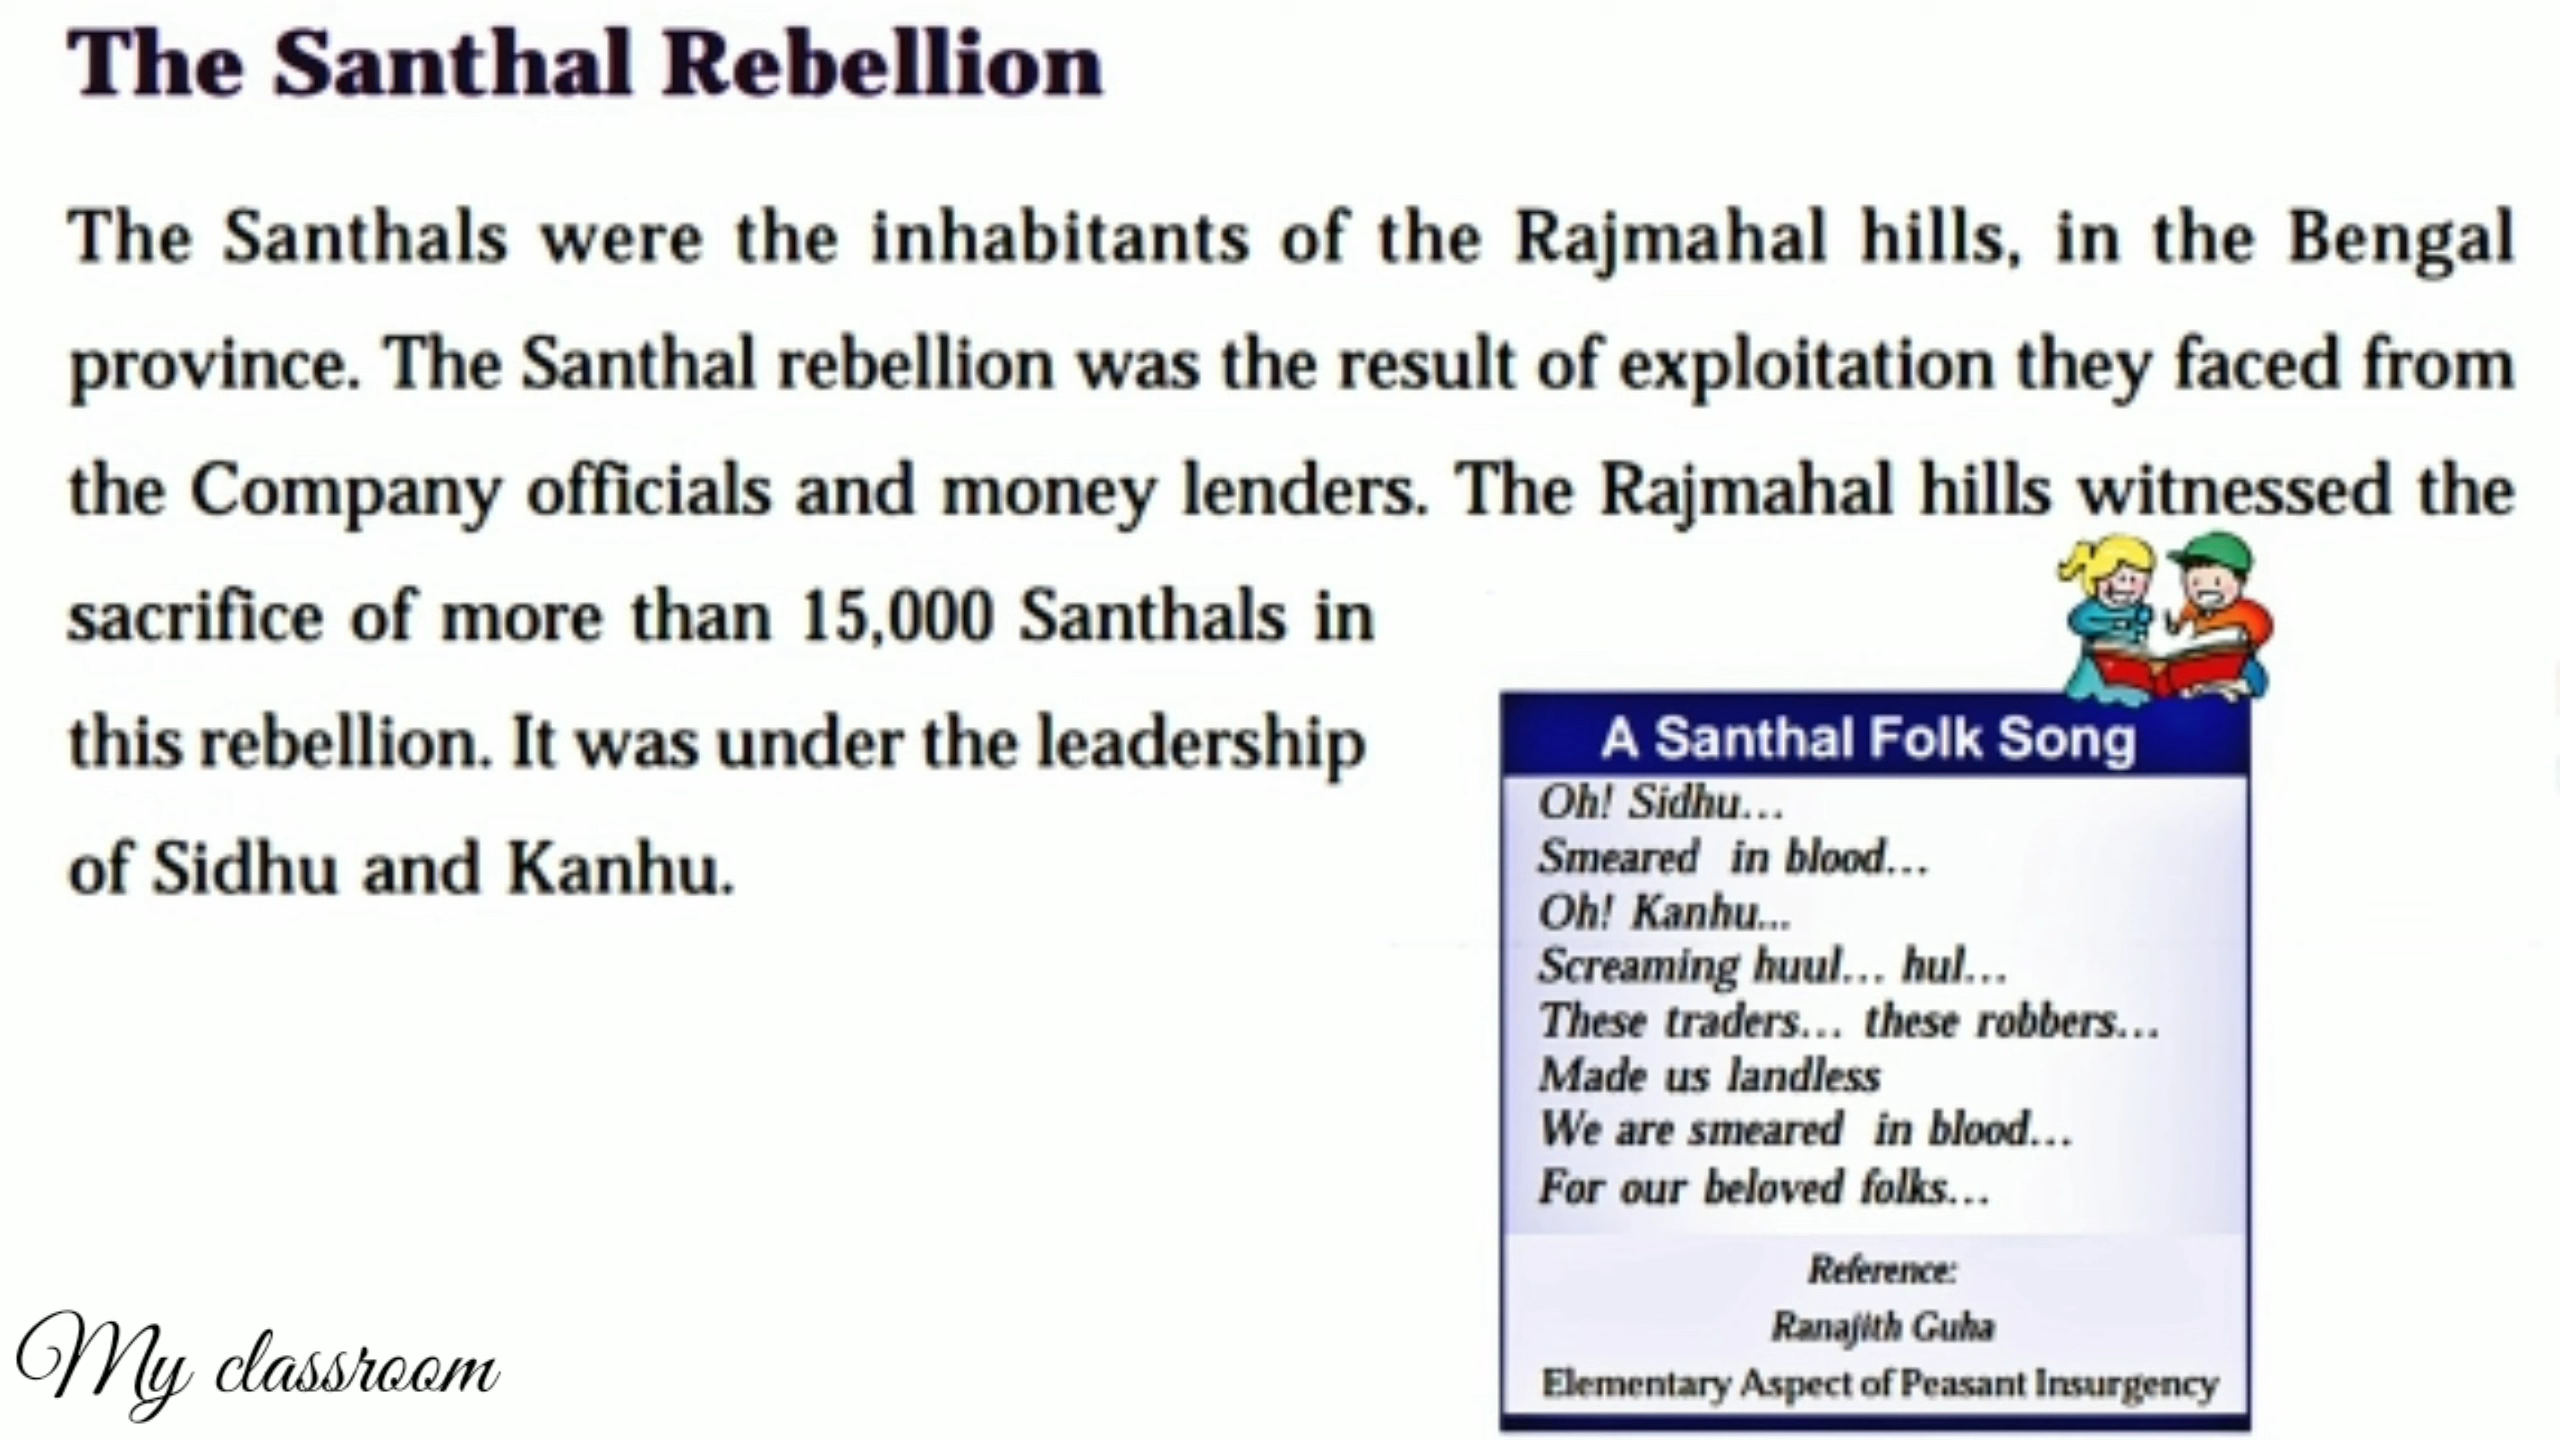 The Santhal Rebellion
The Santhals were the inhabitants of the Rajmahal hills, in the Bengal
province. The Santhal rebellion was the result of exploitation they faced from
the Company officials and money lenders. The Rajmahal hills witnessed the
sacrifice of more than 15,000 Santhals in
this rebellion. It was under the leadership
of Sidhu and Kanhu.
A Santhal Folk Song
Oh! Sidhu...
Smeared in blood...
Oh! Kanhu...
Screaming huul... hul...
These traders... these robbers...
Made us landless
We are smeared in blood...
For our beloved folks...
Reference:
Ranajith Guha
Elementary Aspect of Peasant Insurgency
My classroom